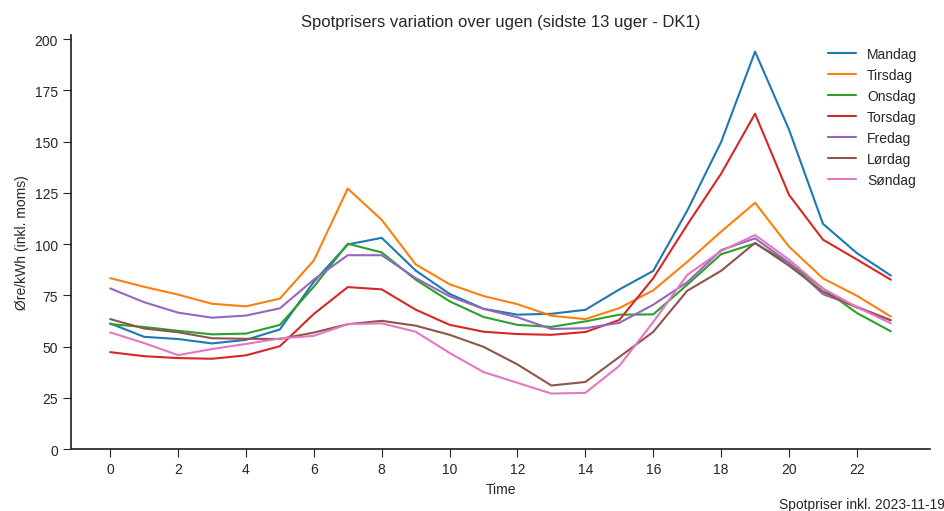 Spotprisers variation over ugen (sidste 13 uger - DK1)
Øre/kWh (inkl. moms)
200
175
150
125
100
75
50
25
0
0 2 4 6 8 10 12 14 16 18 20 22
Time
Mandag
Tirsdag
Onsdag
Torsdag
Fredag
Lørdag
Søndag
Spotpriser inkl. 2023-11-19